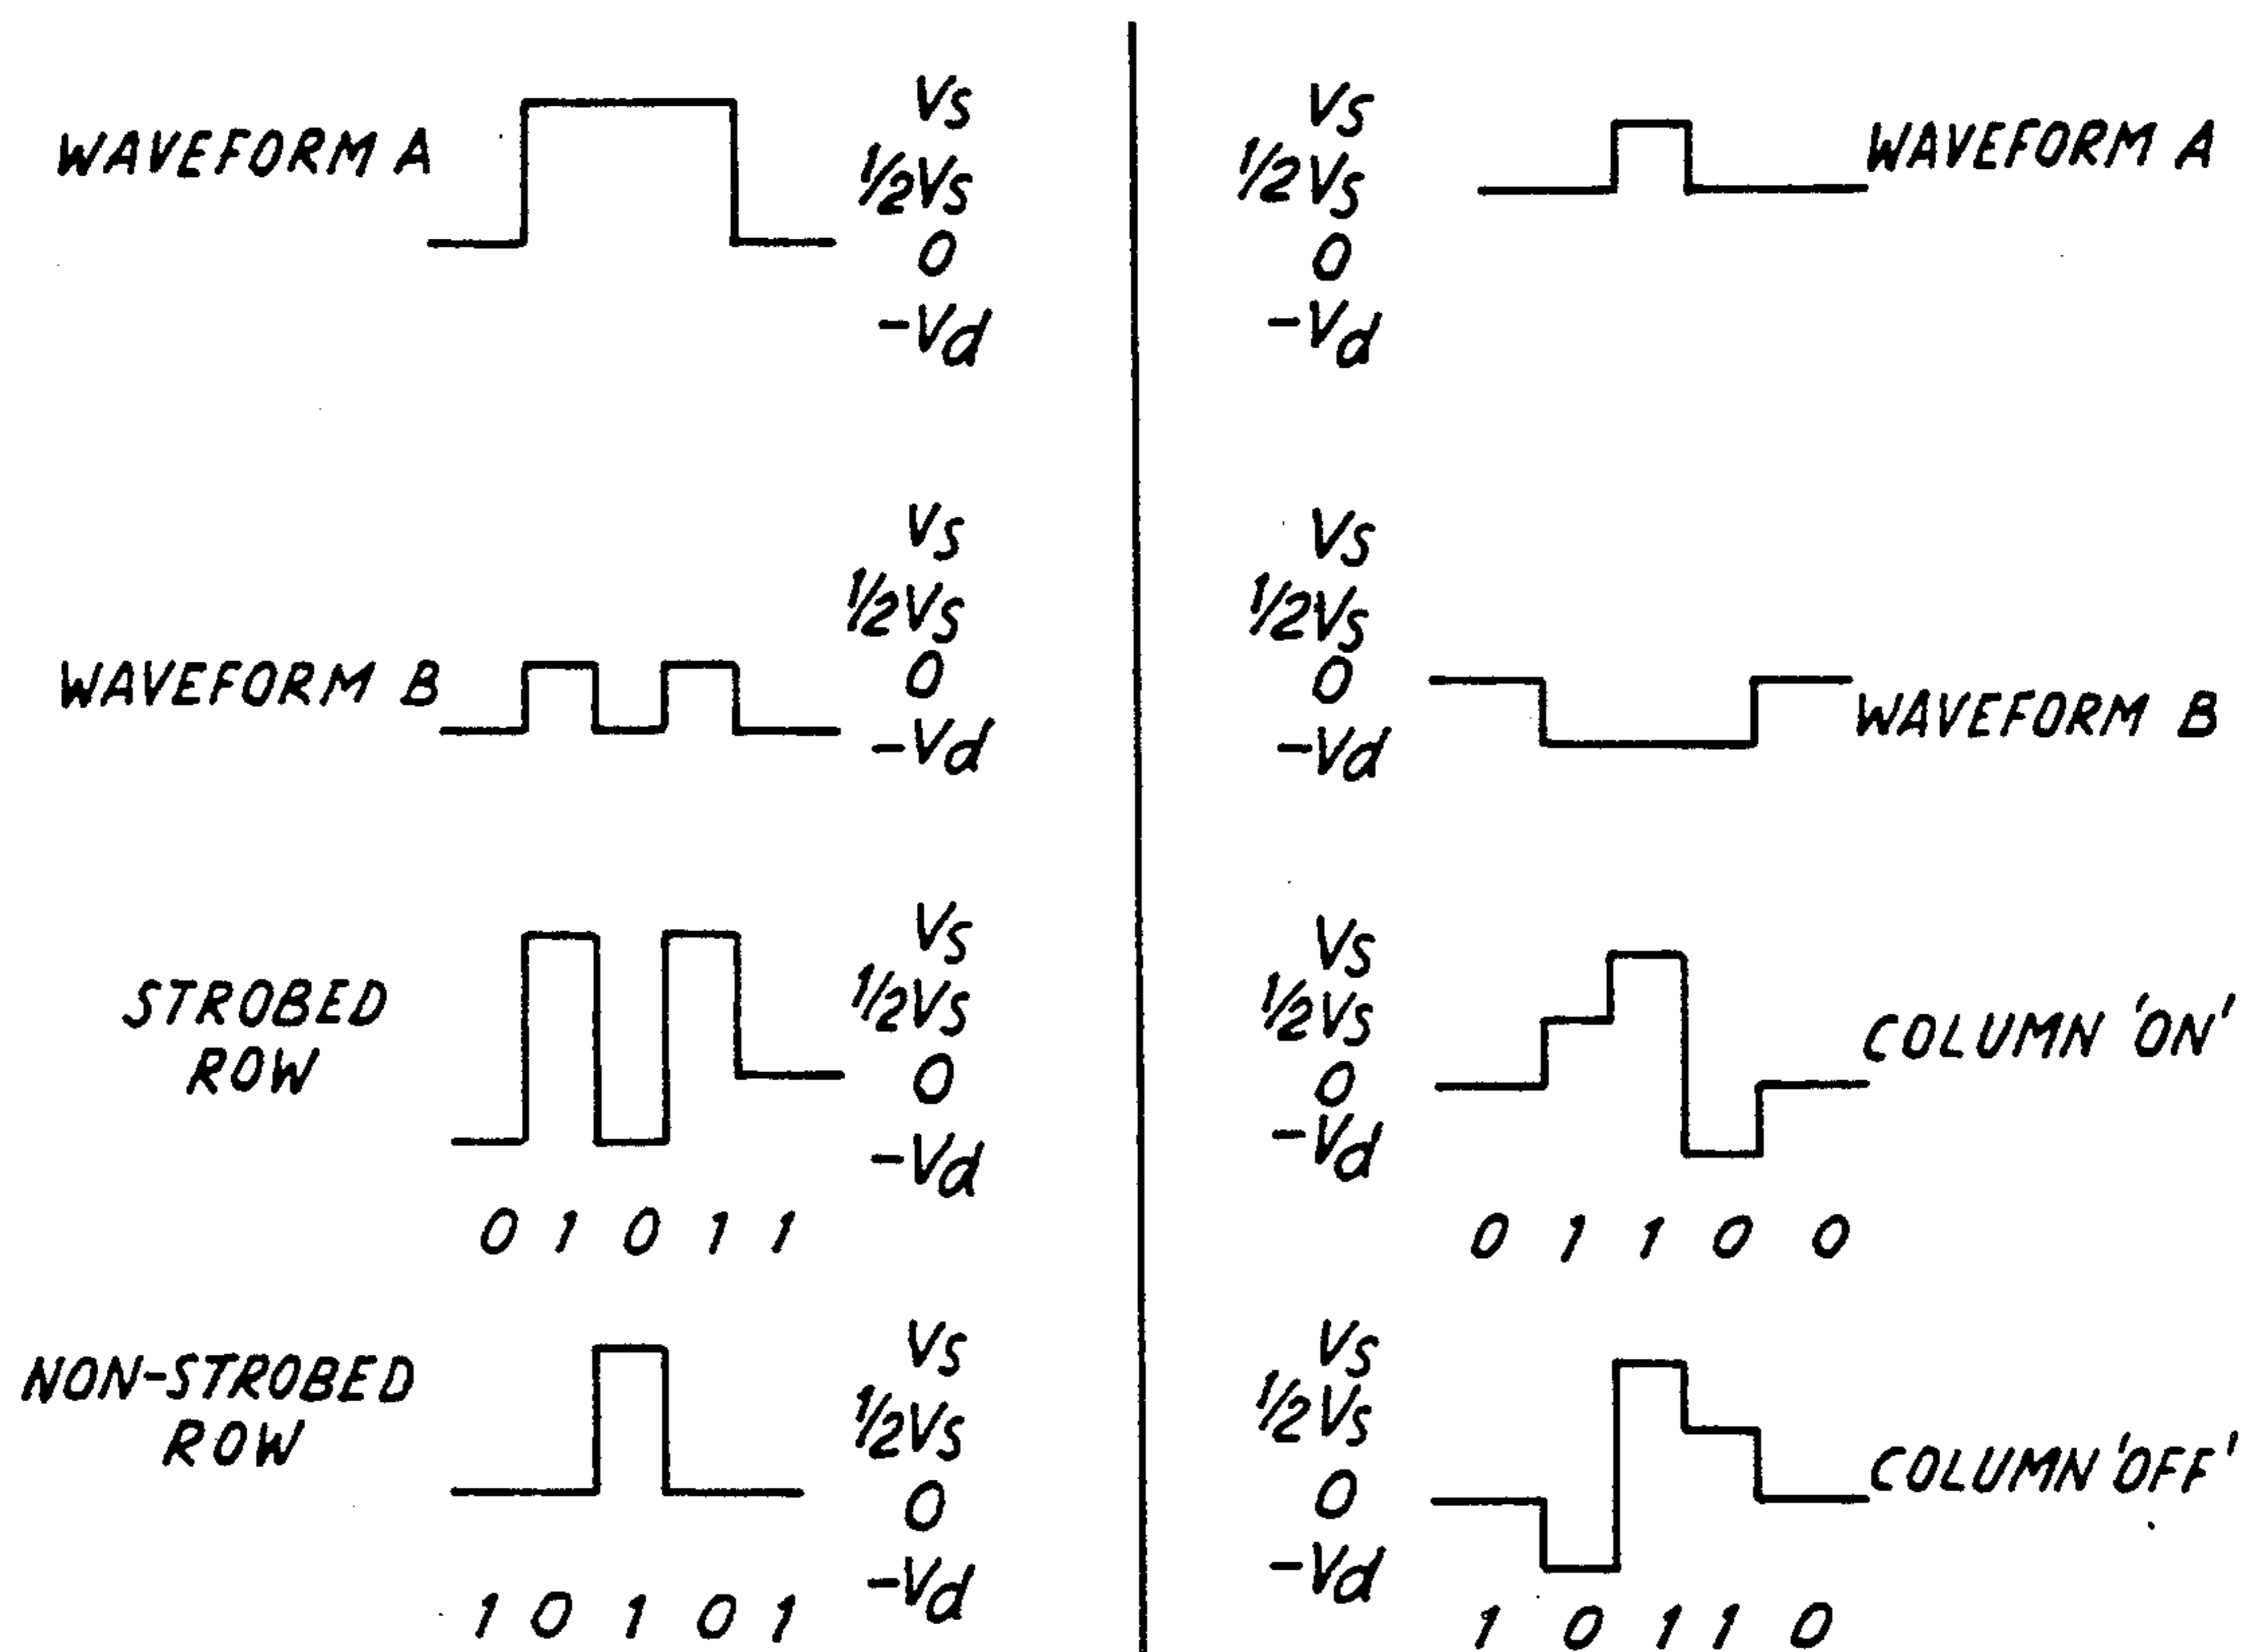 WAVEFORM A
Vs
1/2Vs
0
-Vd
WAVEFORM B
Vs
1/2Vs
0
-Vd
STROBED
ROW
Vs
1/2Vs
0
-Vd
0 1 0 1 1
NON-STROBED
ROW
Vs
1/2Vs
0
-Vd
1 0 1 0 1
Vs
1/2Vs
0
-Vd
WAVEFORM A
Vs
1/2Vs
0
-Vd
WAVEFORM B
Vs
1/2Vs
0
-Vd
COLUMN 'ON'
0 1 1 0 0
Vs
1/2Vs
0
-Vd
COLUMN 'OFF'
1 0 1 1 0